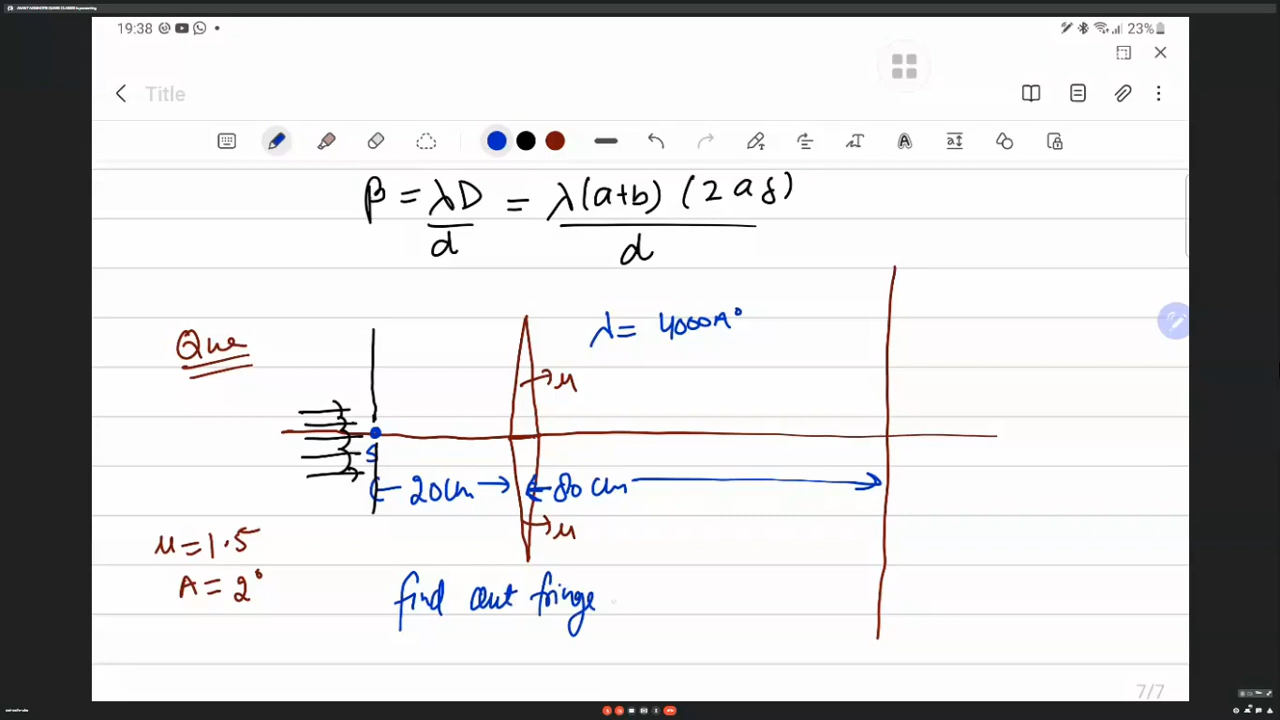 19:38
23%
Title
β = λD/d = λ(a+b) (2aδ)/d
Que
λ = 4000A°
μ
S
20cm
80 cm
μ
μ = 1.5
A = 2°
find out fringe
7/7